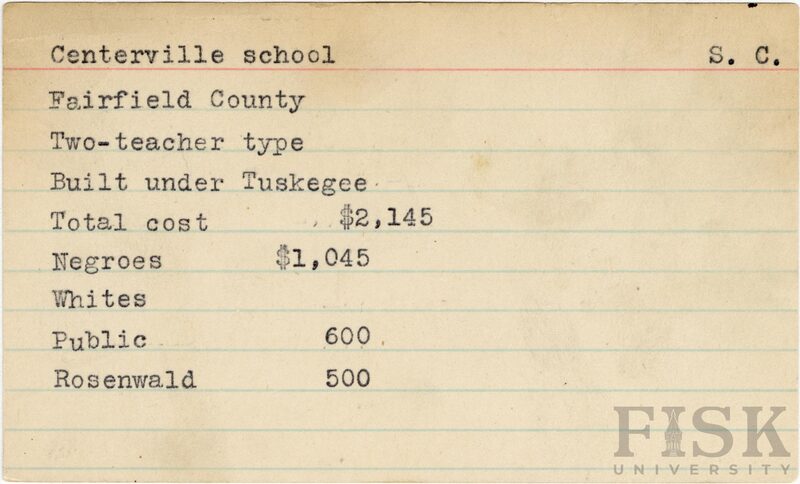 Centerville school S. C.
Fairfield County
Two-teacher type
Built under Tuskegee
Total cost $2,145
Negroes $1,045
Whites
Public 600
Rosenwald 500
FISK
UNIVERSITY